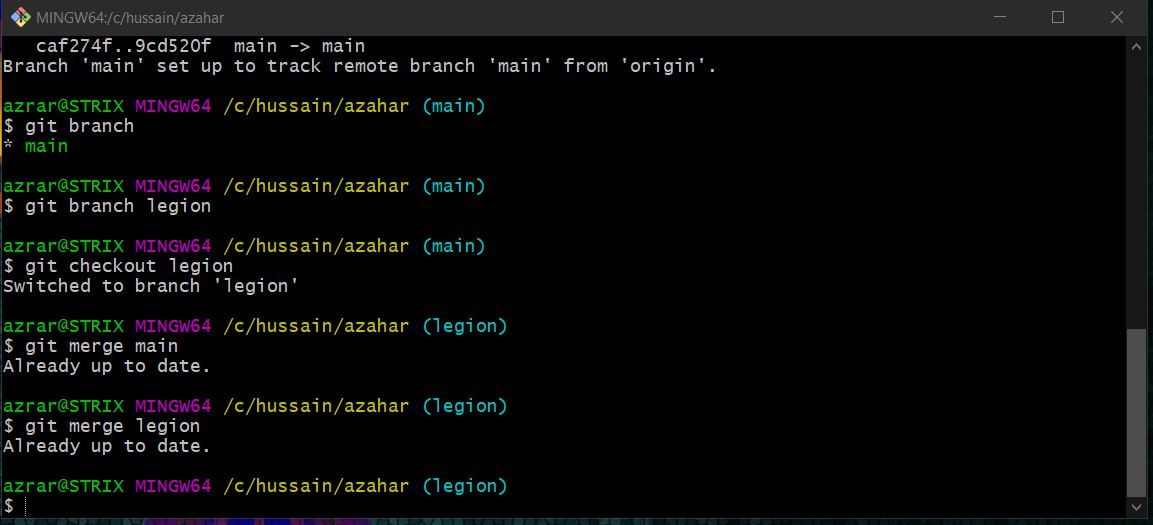 MINGW64:/c/hussain/azahar
caf274f..9cd520f  main -> main
Branch 'main' set up to track remote branch 'main' from 'origin'.
azrar@STRIX MINGW64 /c/hussain/azahar (main)
$ git branch
* main
azrar@STRIX MINGW64 /c/hussain/azahar (main)
$ git branch legion
azrar@STRIX MINGW64 /c/hussain/azahar (main)
$ git checkout legion
Switched to branch 'legion'
azrar@STRIX MINGW64 /c/hussain/azahar (legion)
$ git merge main
Already up to date.
azrar@STRIX MINGW64 /c/hussain/azahar (legion)
$ git merge legion
Already up to date.
azrar@STRIX MINGW64 /c/hussain/azahar (legion)
$